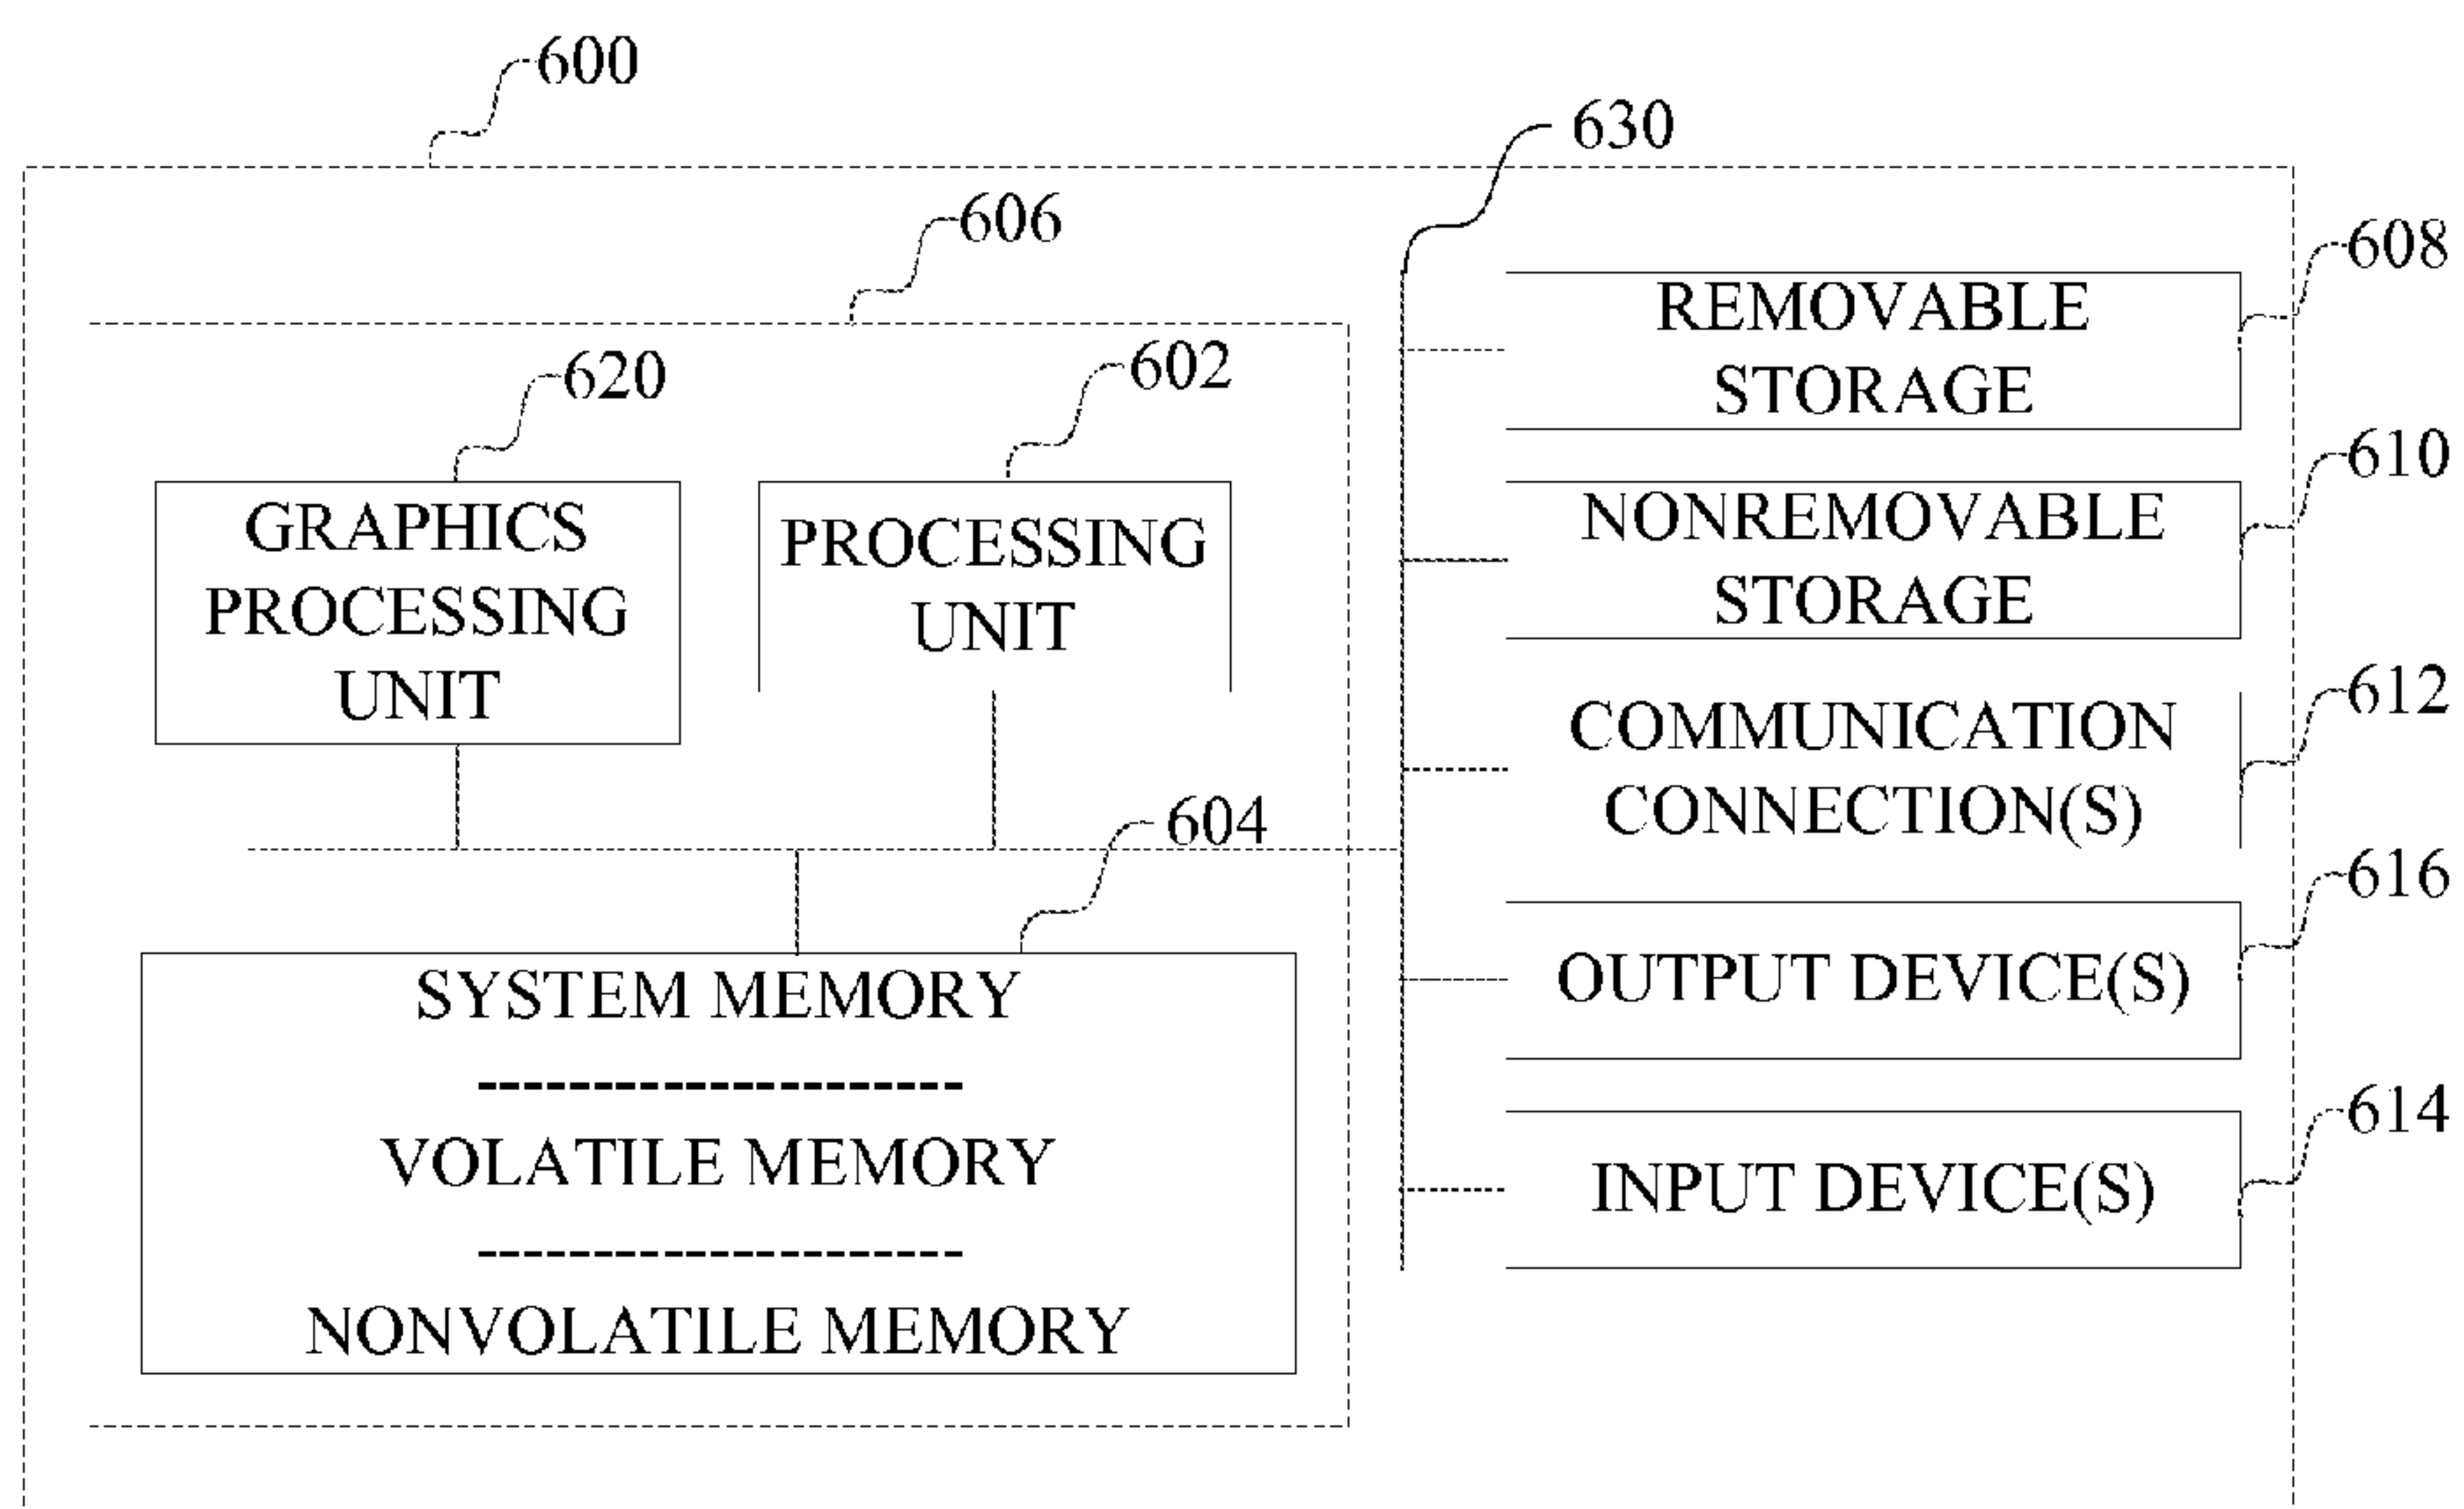 600
630
606
608
REMOVABLE
STORAGE
620
602
610
GRAPHICS
PROCESSING
UNIT
PROCESSING
UNIT
NONREMOVABLE
STORAGE
612
COMMUNICATION
CONNECTION(S)
604
616
SYSTEM MEMORY
---------------------
VOLATILE MEMORY
---------------------
NONVOLATILE MEMORY
OUTPUT DEVICE(S)
614
INPUT DEVICE(S)